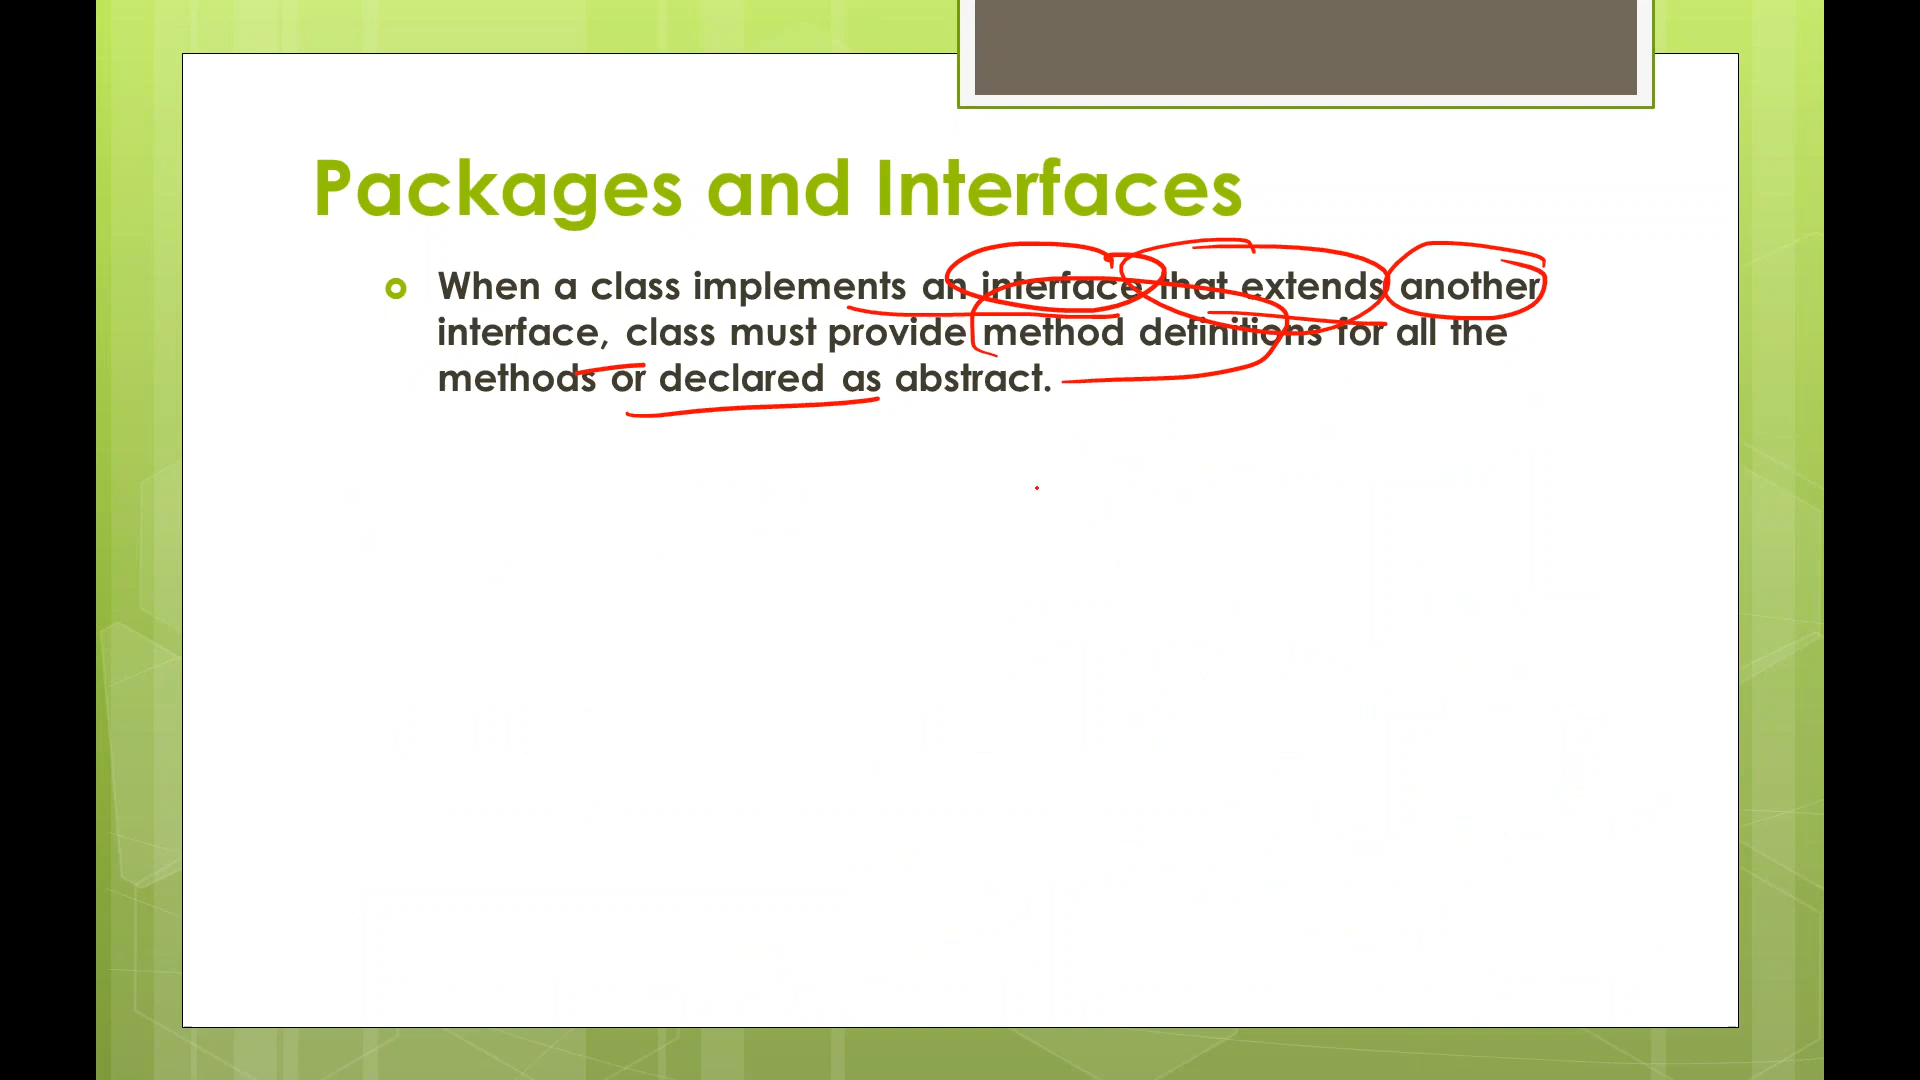 Packages and Interfaces
When a class implements an interface that extends another
interface, class must provide method definitions for all the
methods or declared as abstract.